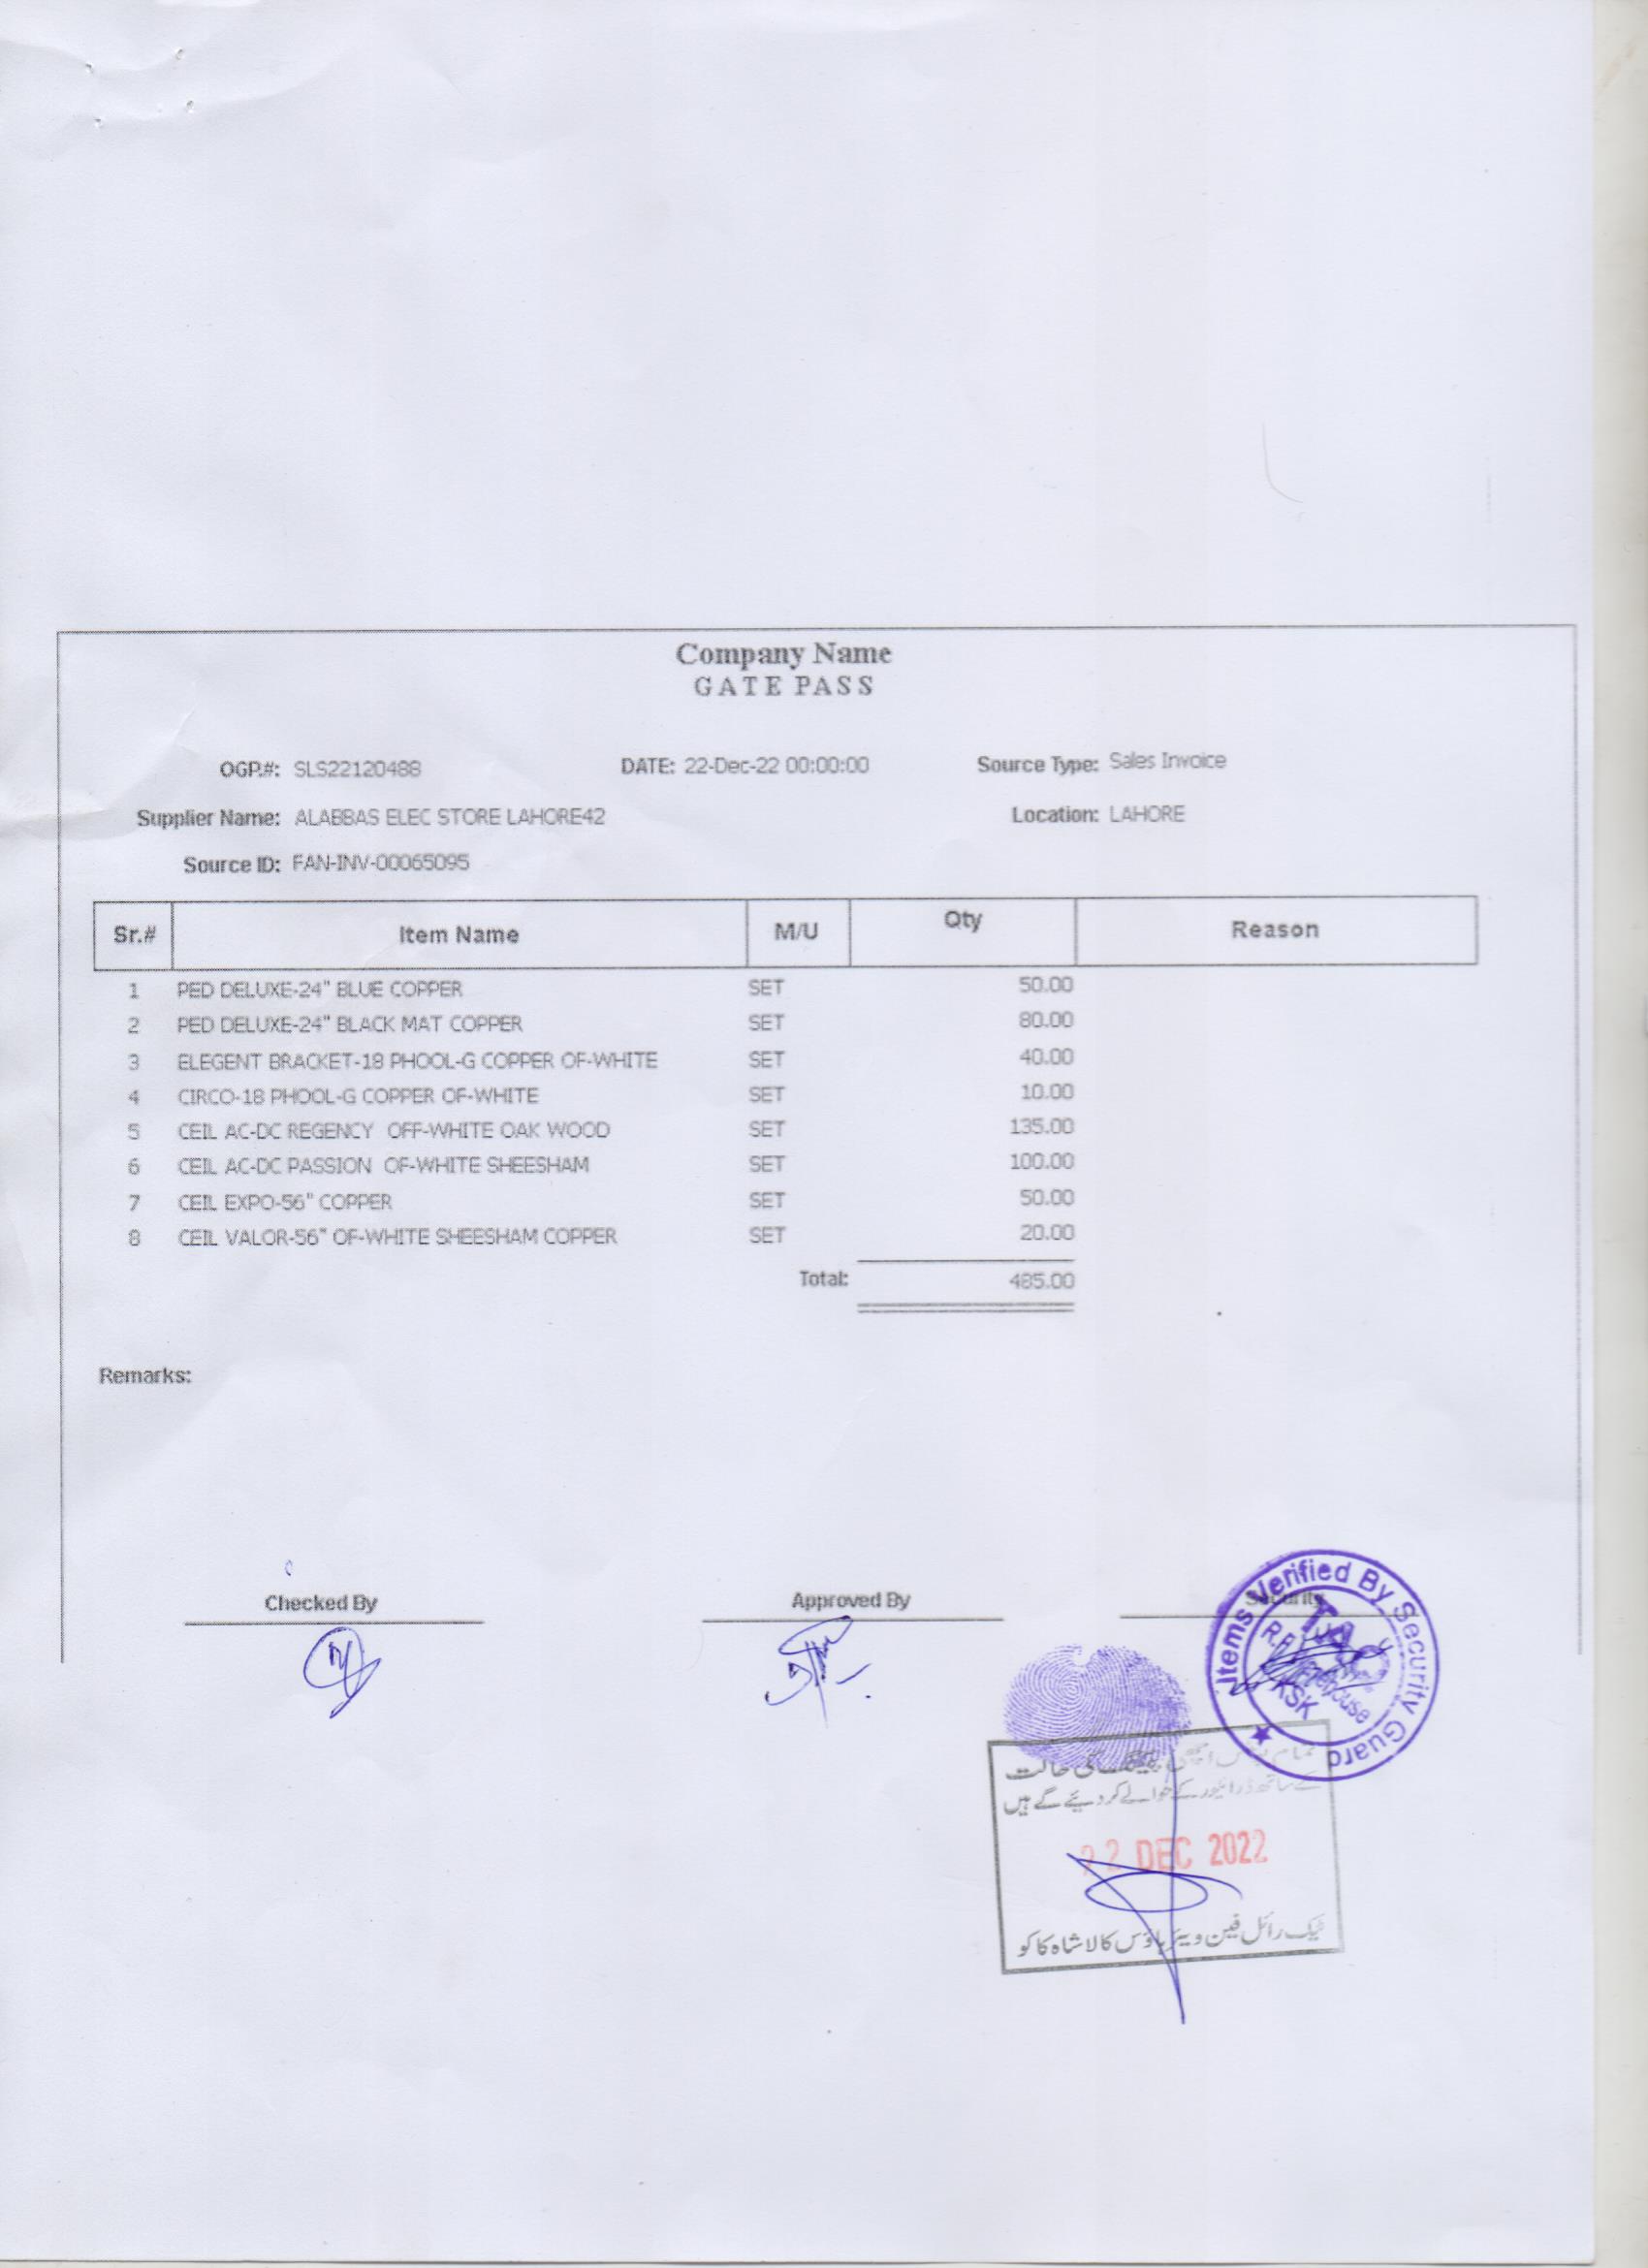 Company Name
GATE PASS
OGP.#: SLS22120488 DATE: 22-Dec-22 00:00:00 Source Type: Sales Invoice
Supplier Name: ALABBAS ELEC STORE LAHORE42 Location: LAHORE
Source ID: FAN-INV-00065095
Sr.# Item Name M/U Qty Reason
1 PED DELUXE-24" BLUE COPPER SET 50.00
2 PED DELUXE-24" BLACK MAT COPPER SET 80.00
3 ELEGENT BRACKET-18 PHOOL-G COPPER OF-WHITE SET 40.00
4 CIRCO-18 PHOOL-G COPPER OF-WHITE SET 10.00
5 CEIL AC-DC REGENCY OFF-WHITE OAK WOOD SET 135.00
6 CEIL AC-DC PASSION OF-WHITE SHEESHAM SET 100.00
7 CEIL EXPO-56" COPPER SET 50.00
8 CEIL VALOR-56" OF-WHITE SHEESHAM COPPER SET 20.00
Total: 485.00
Remarks:
Checked By Approved By Security
Items Verified By Security Guard
KSK
کی حالت
کے ساتھ ڈرائیور کے حوالے کر دیئے گے ہیں
22 DEC 2022
ٹیک رائل فین ویئر ہاؤس کالا شاہ کاکو